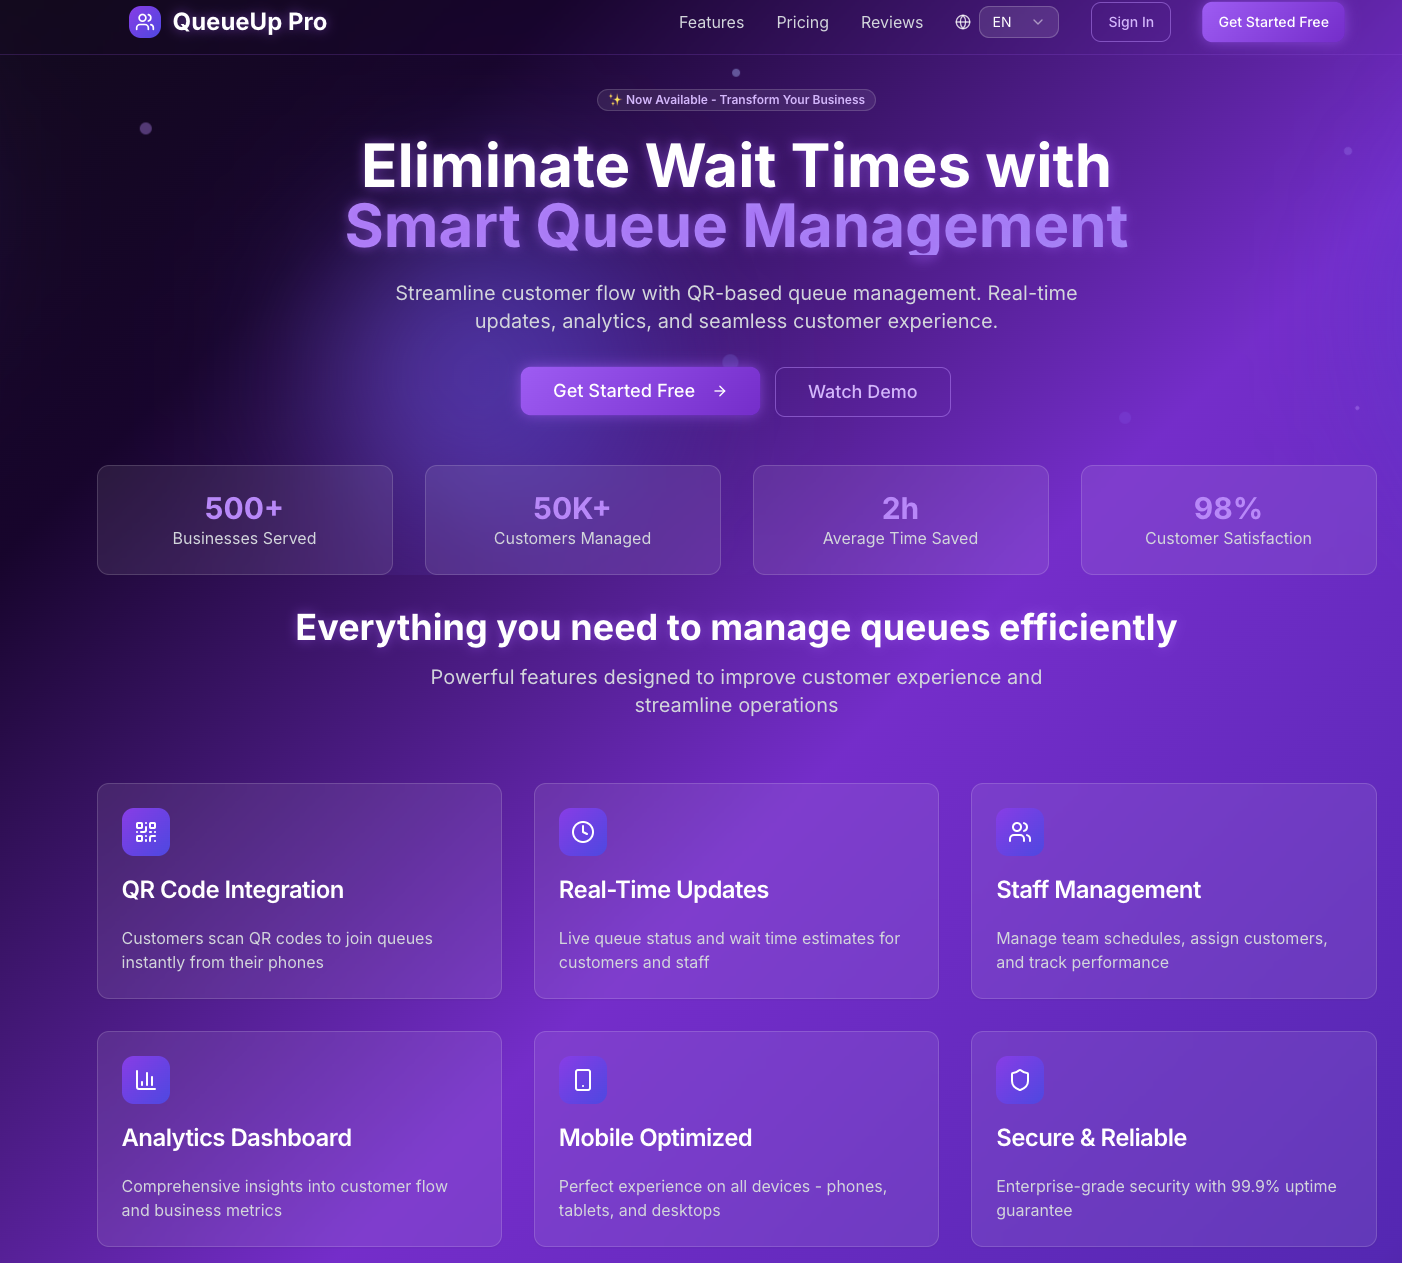 QueueUp Pro
Features
Pricing
Reviews
EN
Sign In
Get Started Free
✨ Now Available - Transform Your Business
Eliminate Wait Times with
Smart Queue Management
Streamline customer flow with QR-based queue management. Real-time
updates, analytics, and seamless customer experience.
Get Started Free →
Watch Demo
500+
Businesses Served
50K+
Customers Managed
2h
Average Time Saved
98%
Customer Satisfaction
Everything you need to manage queues efficiently
Powerful features designed to improve customer experience and
streamline operations
QR Code Integration
Customers scan QR codes to join queues
instantly from their phones
Real-Time Updates
Live queue status and wait time estimates for
customers and staff
Staff Management
Manage team schedules, assign customers,
and track performance
Analytics Dashboard
Comprehensive insights into customer flow
and business metrics
Mobile Optimized
Perfect experience on all devices - phones,
tablets, and desktops
Secure & Reliable
Enterprise-grade security with 99.9% uptime
guarantee